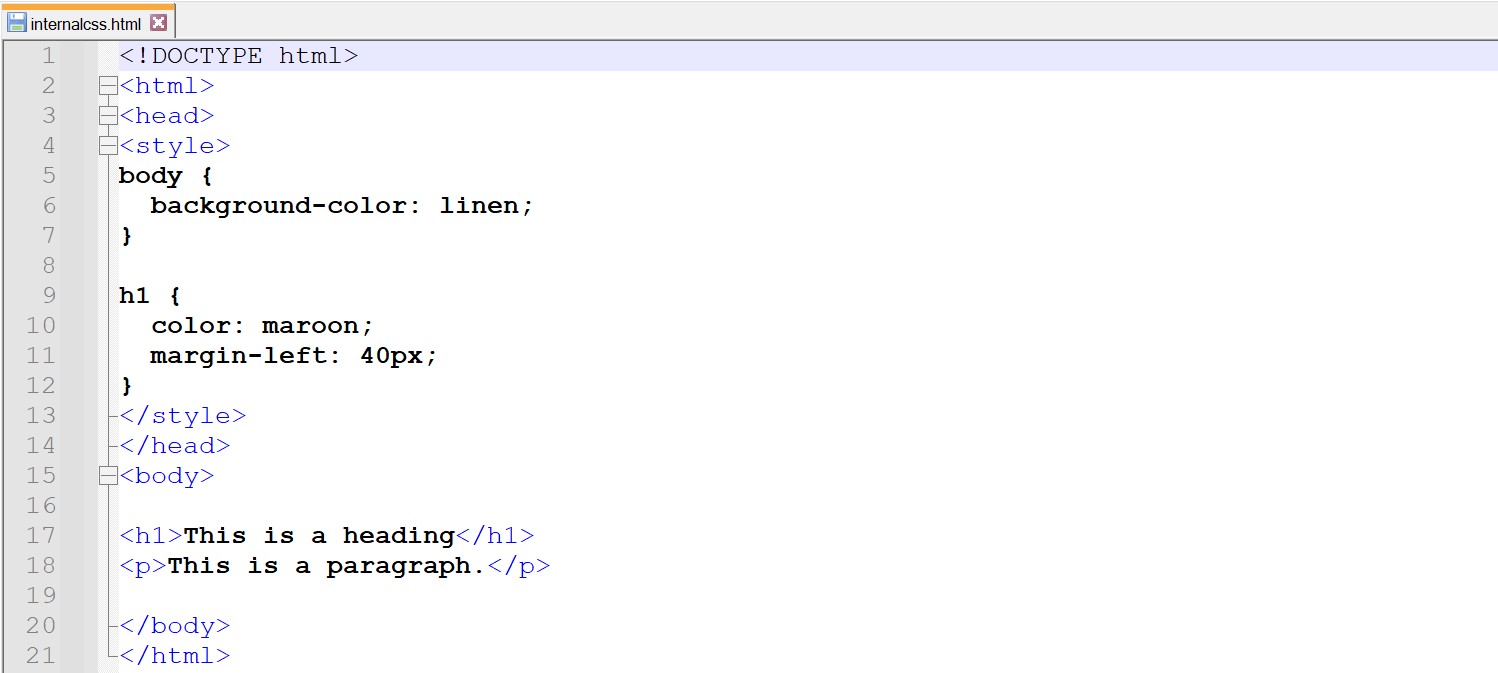 internalcss.html
1 <!DOCTYPE html>
2 <html>
3 <head>
4 <style>
5 body {
6   background-color: linen;
7 }
8
9 h1 {
10   color: maroon;
11   margin-left: 40px;
12 }
13 </style>
14 </head>
15 <body>
16
17 <h1>This is a heading</h1>
18 <p>This is a paragraph.</p>
19
20 </body>
21 </html>